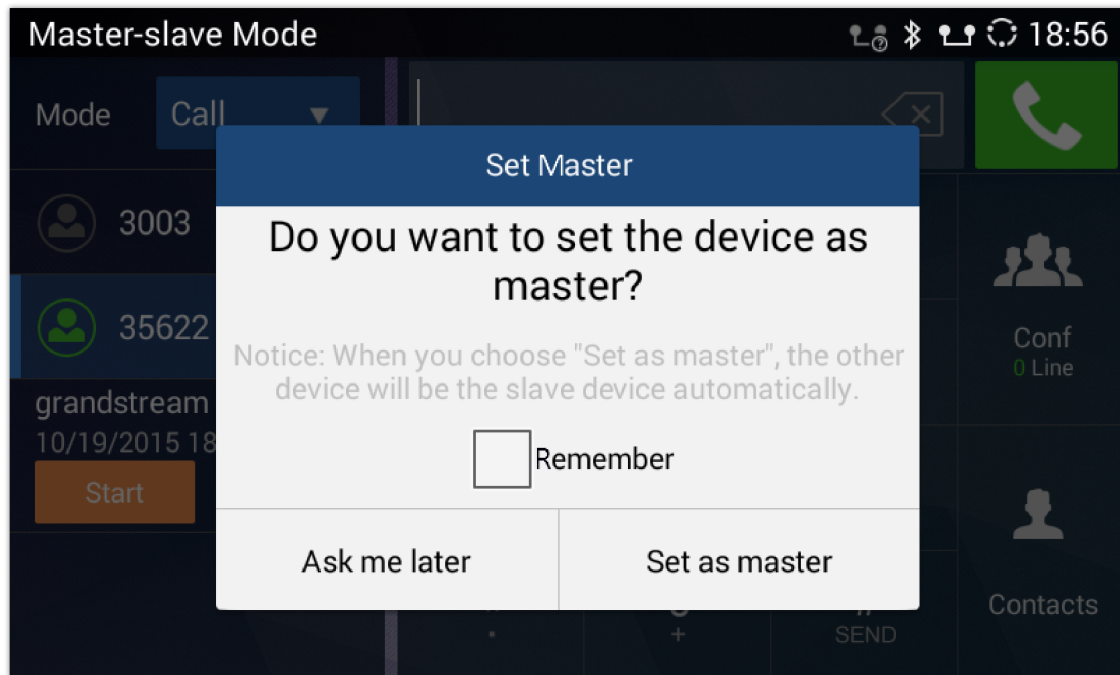 Master-slave Mode
18:56
Mode
Call
Set Master
Do you want to set the device as
master?
Notice: When you choose "Set as master", the other
device will be the slave device automatically.
Remember
Ask me later
Set as master
3003
35622
grandstream
10/19/2015 18
Start
Conf
0 Line
Contacts
+
SEND